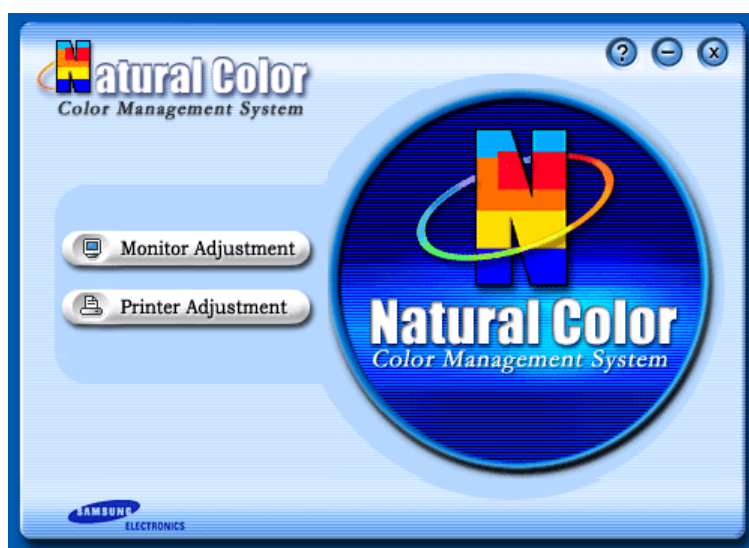 Natural Color
Color Management System
?
Monitor Adjustment
Printer Adjustment
N
Natural Color
Color Management System
SAMSUNG
ELECTRONICS